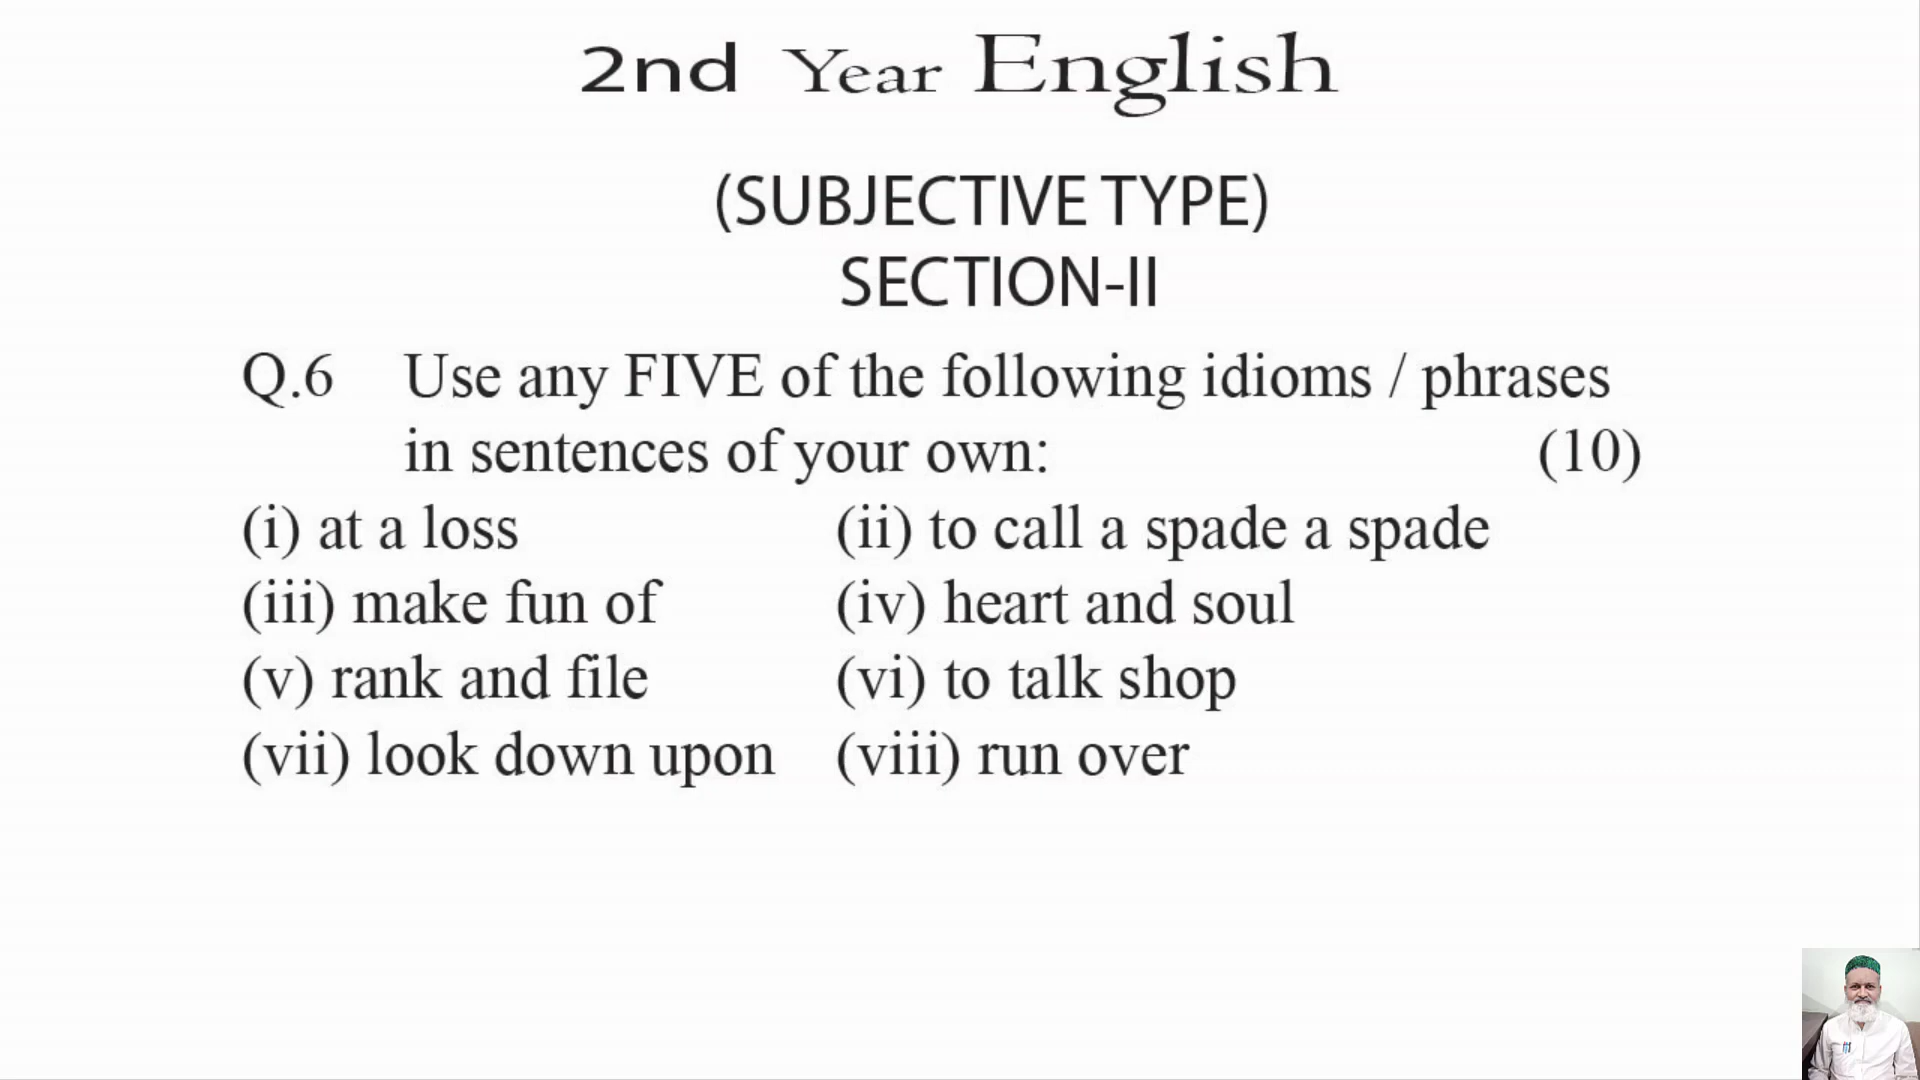 2nd Year English
(SUBJECTIVE TYPE)
SECTION-II
Q.6 Use any FIVE of the following idioms / phrases
in sentences of your own: (10)
(i) at a loss (ii) to call a spade a spade
(iii) make fun of (iv) heart and soul
(v) rank and file (vi) to talk shop
(vii) look down upon (viii) run over